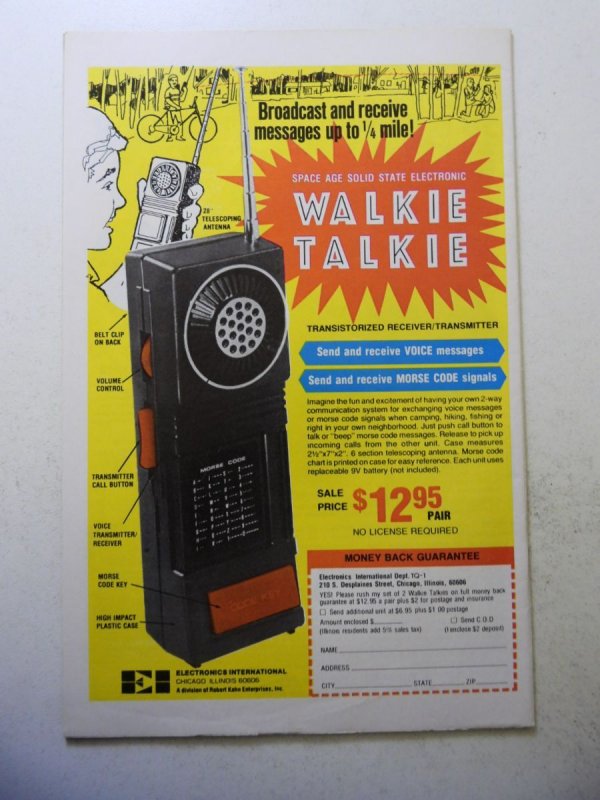 Broadcast and receive
messages up to 1/4 mile!
SPACE AGE SOLID STATE ELECTRONIC
WALKIE
TALKIE
28"
TELESCOPING
ANTENNA
BELT CLIP
ON BACK
VOLUME
CONTROL
TRANSMITTER
CALL BUTTON
VOICE
TRANSMITTER/
RECEIVER
MORSE
CODE KEY
HIGH IMPACT
PLASTIC CASE
MORSE CODE
CODE KEY
TRANSISTORIZED RECEIVER/TRANSMITTER
Send and receive VOICE messages
Send and receive MORSE CODE signals
Imagine the fun and excitement of having your own 2-way
communication system for exchanging voice messages
or morse code signals when camping, hiking, fishing or
right in your own neighborhood. Just push call button to
talk or "beep" morse code messages. Release to pick up
incoming calls from the other unit. Case measures
2½"x7"x2". 6 section telescoping antenna. Morse code
chart is printed on case for easy reference. Each unit uses
replaceable 9V battery (not included).
SALE
PRICE $12.95
PAIR
NO LICENSE REQUIRED
MONEY BACK GUARANTEE
Electronics International Dept. TQ-1
210 S. Desplaines Street, Chicago, Illinois, 60606
YES! Please rush my set of 2 Walkie Talkies on full money back
guarantee at $12.95 a pair plus $2 for postage and insurance
Send additional unit at $6.95 plus $1.00 postage
Amount enclosed $ Send C.O.D
(Illinois residents add 5% sales tax) (I enclose $2 deposit)
NAME
ADDRESS
CITY STATE ZIP
EI
ELECTRONICS INTERNATIONAL
CHICAGO ILLINOIS 60606
A division of Robert Kahn Enterprises, Inc.